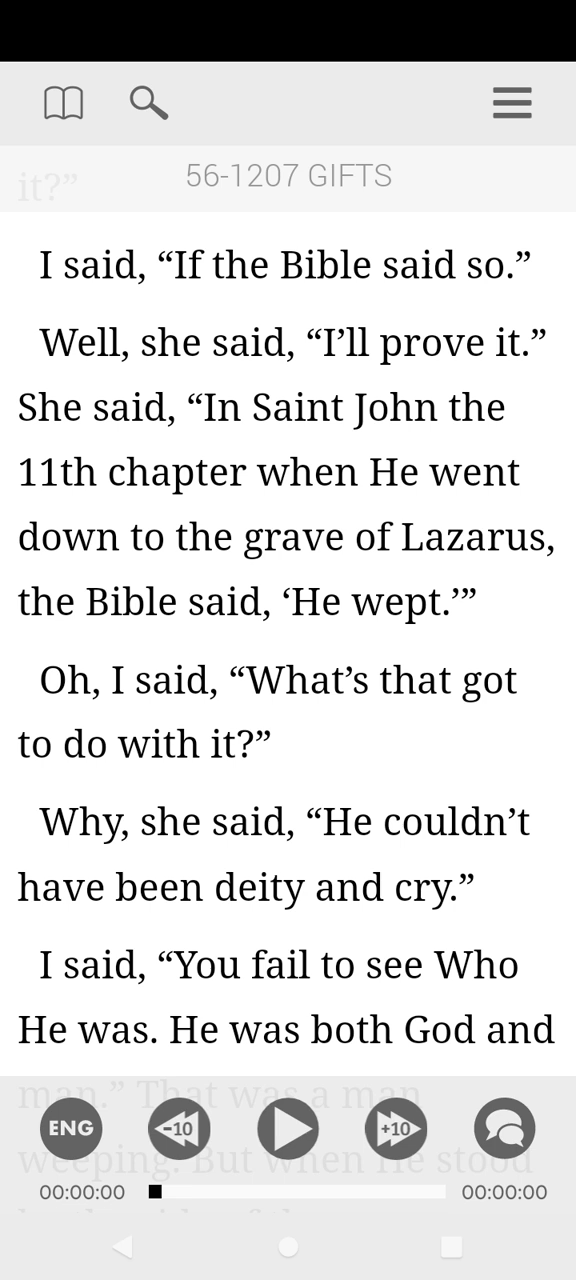 it?”
56-1207 GIFTS
I said, “If the Bible said so.”
Well, she said, “I’ll prove it.”
She said, “In Saint John the
11th chapter when He went
down to the grave of Lazarus,
the Bible said, ‘He wept.’”
Oh, I said, “What’s that got
to do with it?”
Why, she said, “He couldn’t
have been deity and cry.”
I said, “You fail to see Who
He was. He was both God and
man.” That was a man
weeping. But when He stood
ENG
-10
+10
00:00:00
00:00:00